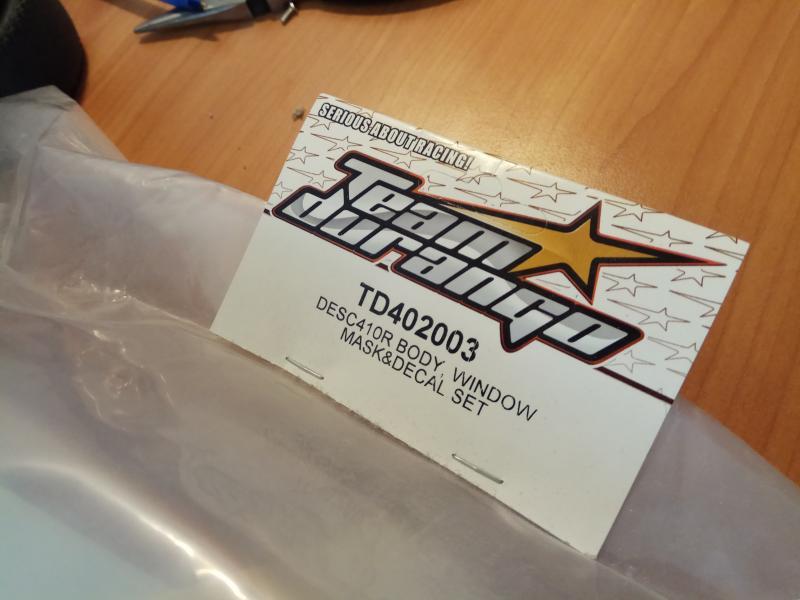 SERIOUS ABOUT RACING!
Team
durango
TD402003
DESC410R BODY, WINDOW
MASK&DECAL SET